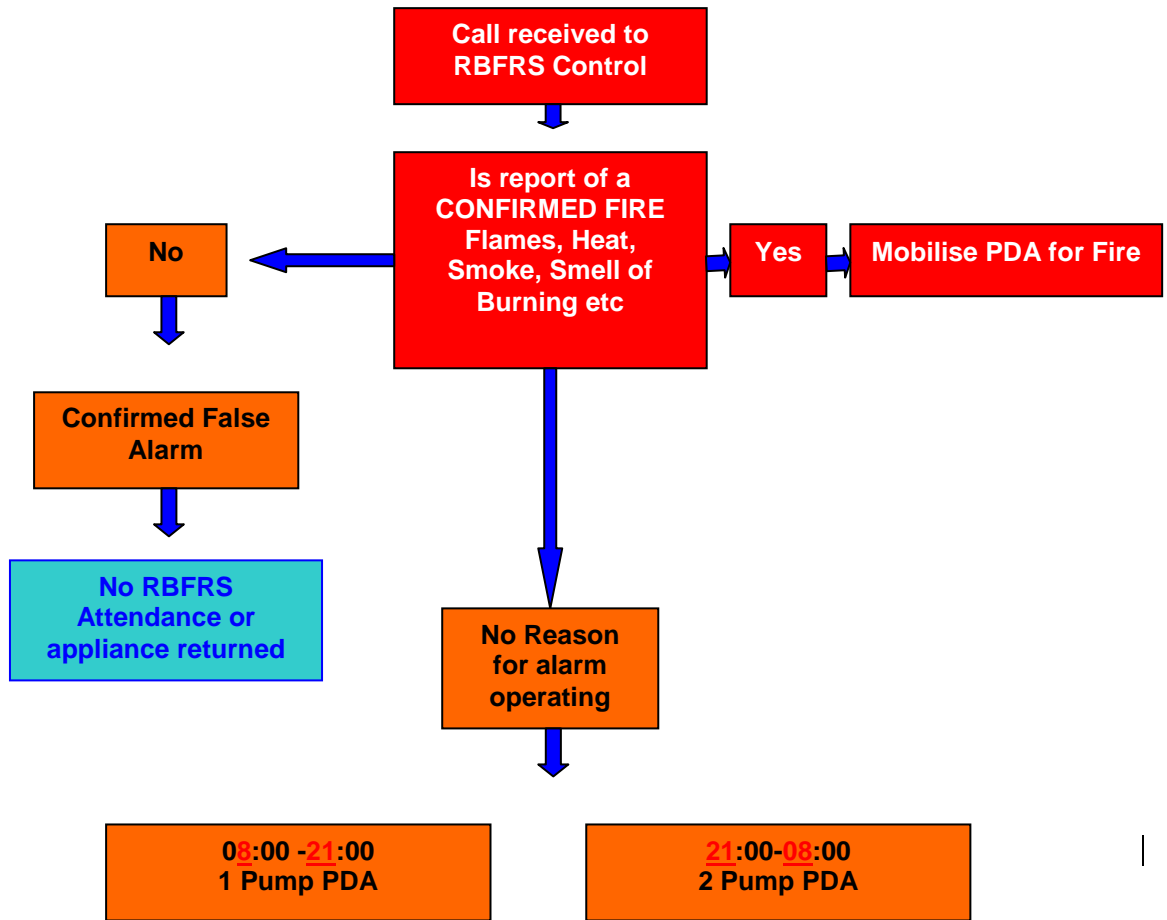 Call received to
RBFRS Control
Is report of a
CONFIRMED FIRE
Flames, Heat,
Smoke, Smell of
Burning etc
No
Yes
Mobilise PDA for Fire
Confirmed False
Alarm
No RBFRS
Attendance or
appliance returned
No Reason
for alarm
operating
08:00 -21:00
1 Pump PDA
21:00-08:00
2 Pump PDA